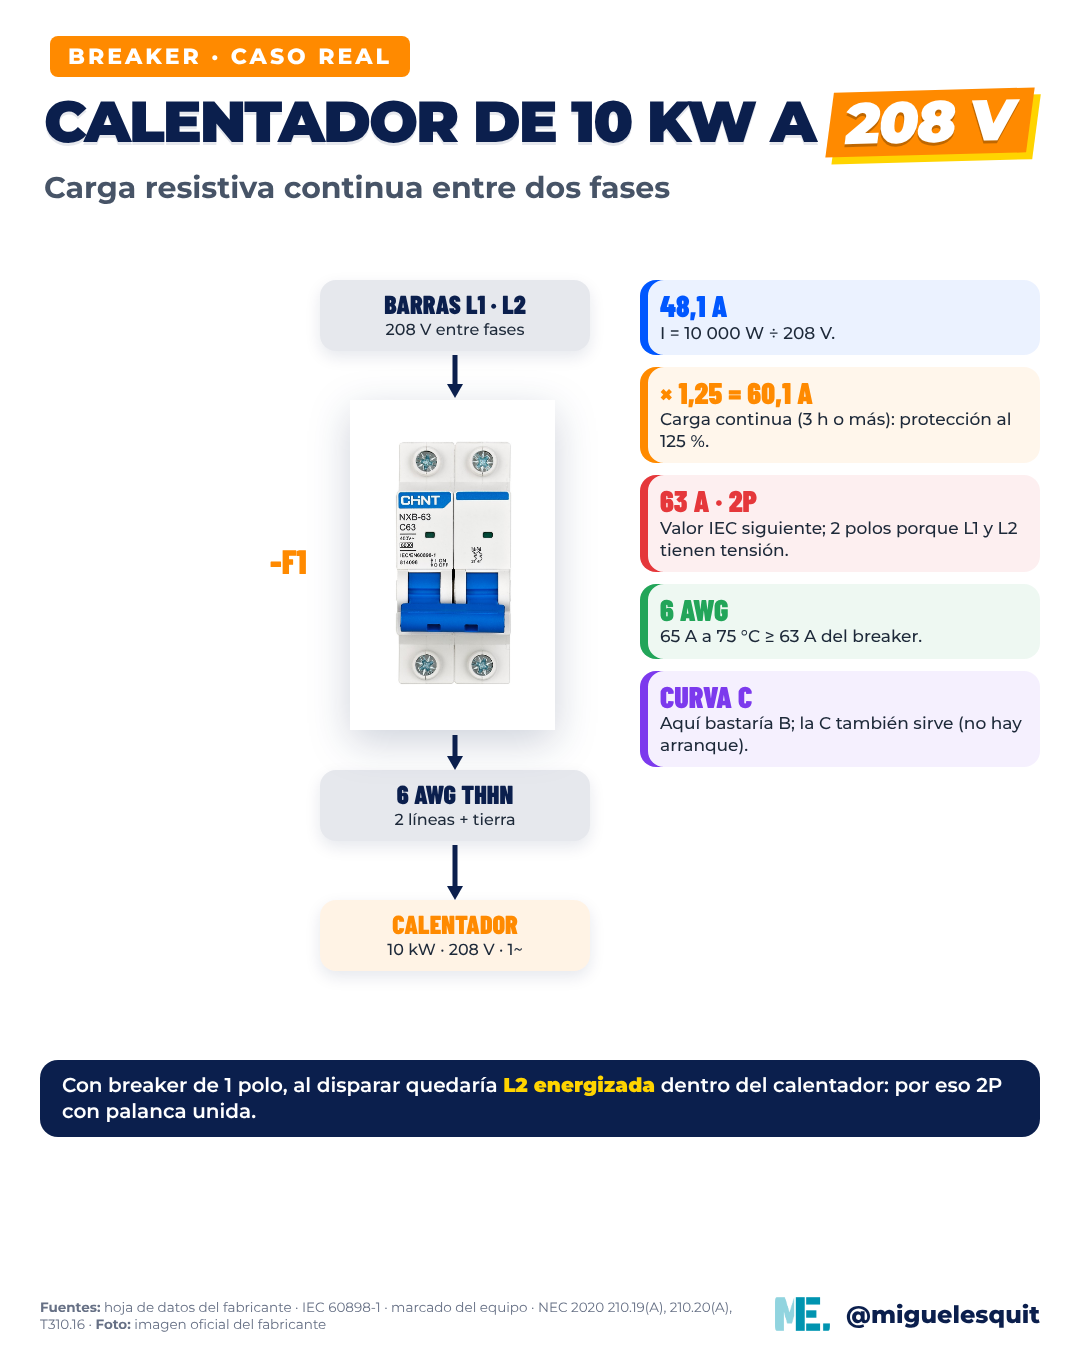 BREAKER · CASO REAL
CALENTADOR DE 10 KW A 208 V
Carga resistiva continua entre dos fases
BARRAS L1 · L2
208 V entre fases
-F1
CHNT
NXB-63
C63
400V~
6000
IEC/EN60898-1
814096
6 AWG THHN
2 líneas + tierra
CALENTADOR
10 kW · 208 V · 1~
48,1 A
I = 10 000 W ÷ 208 V.
× 1,25 = 60,1 A
Carga continua (3 h o más): protección al
125 %.
63 A · 2P
Valor IEC siguiente; 2 polos porque L1 y L2
tienen tensión.
6 AWG
65 A a 75 °C ≥ 63 A del breaker.
CURVA C
Aquí bastaría B; la C también sirve (no hay
arranque).
Con breaker de 1 polo, al disparar quedaría L2 energizada dentro del calentador: por eso 2P
con palanca unida.
Fuentes: hoja de datos del fabricante · IEC 60898-1 · marcado del equipo · NEC 2020 210.19(A), 210.20(A),
T310.16 · Foto: imagen oficial del fabricante
ME.
@miguelesquit